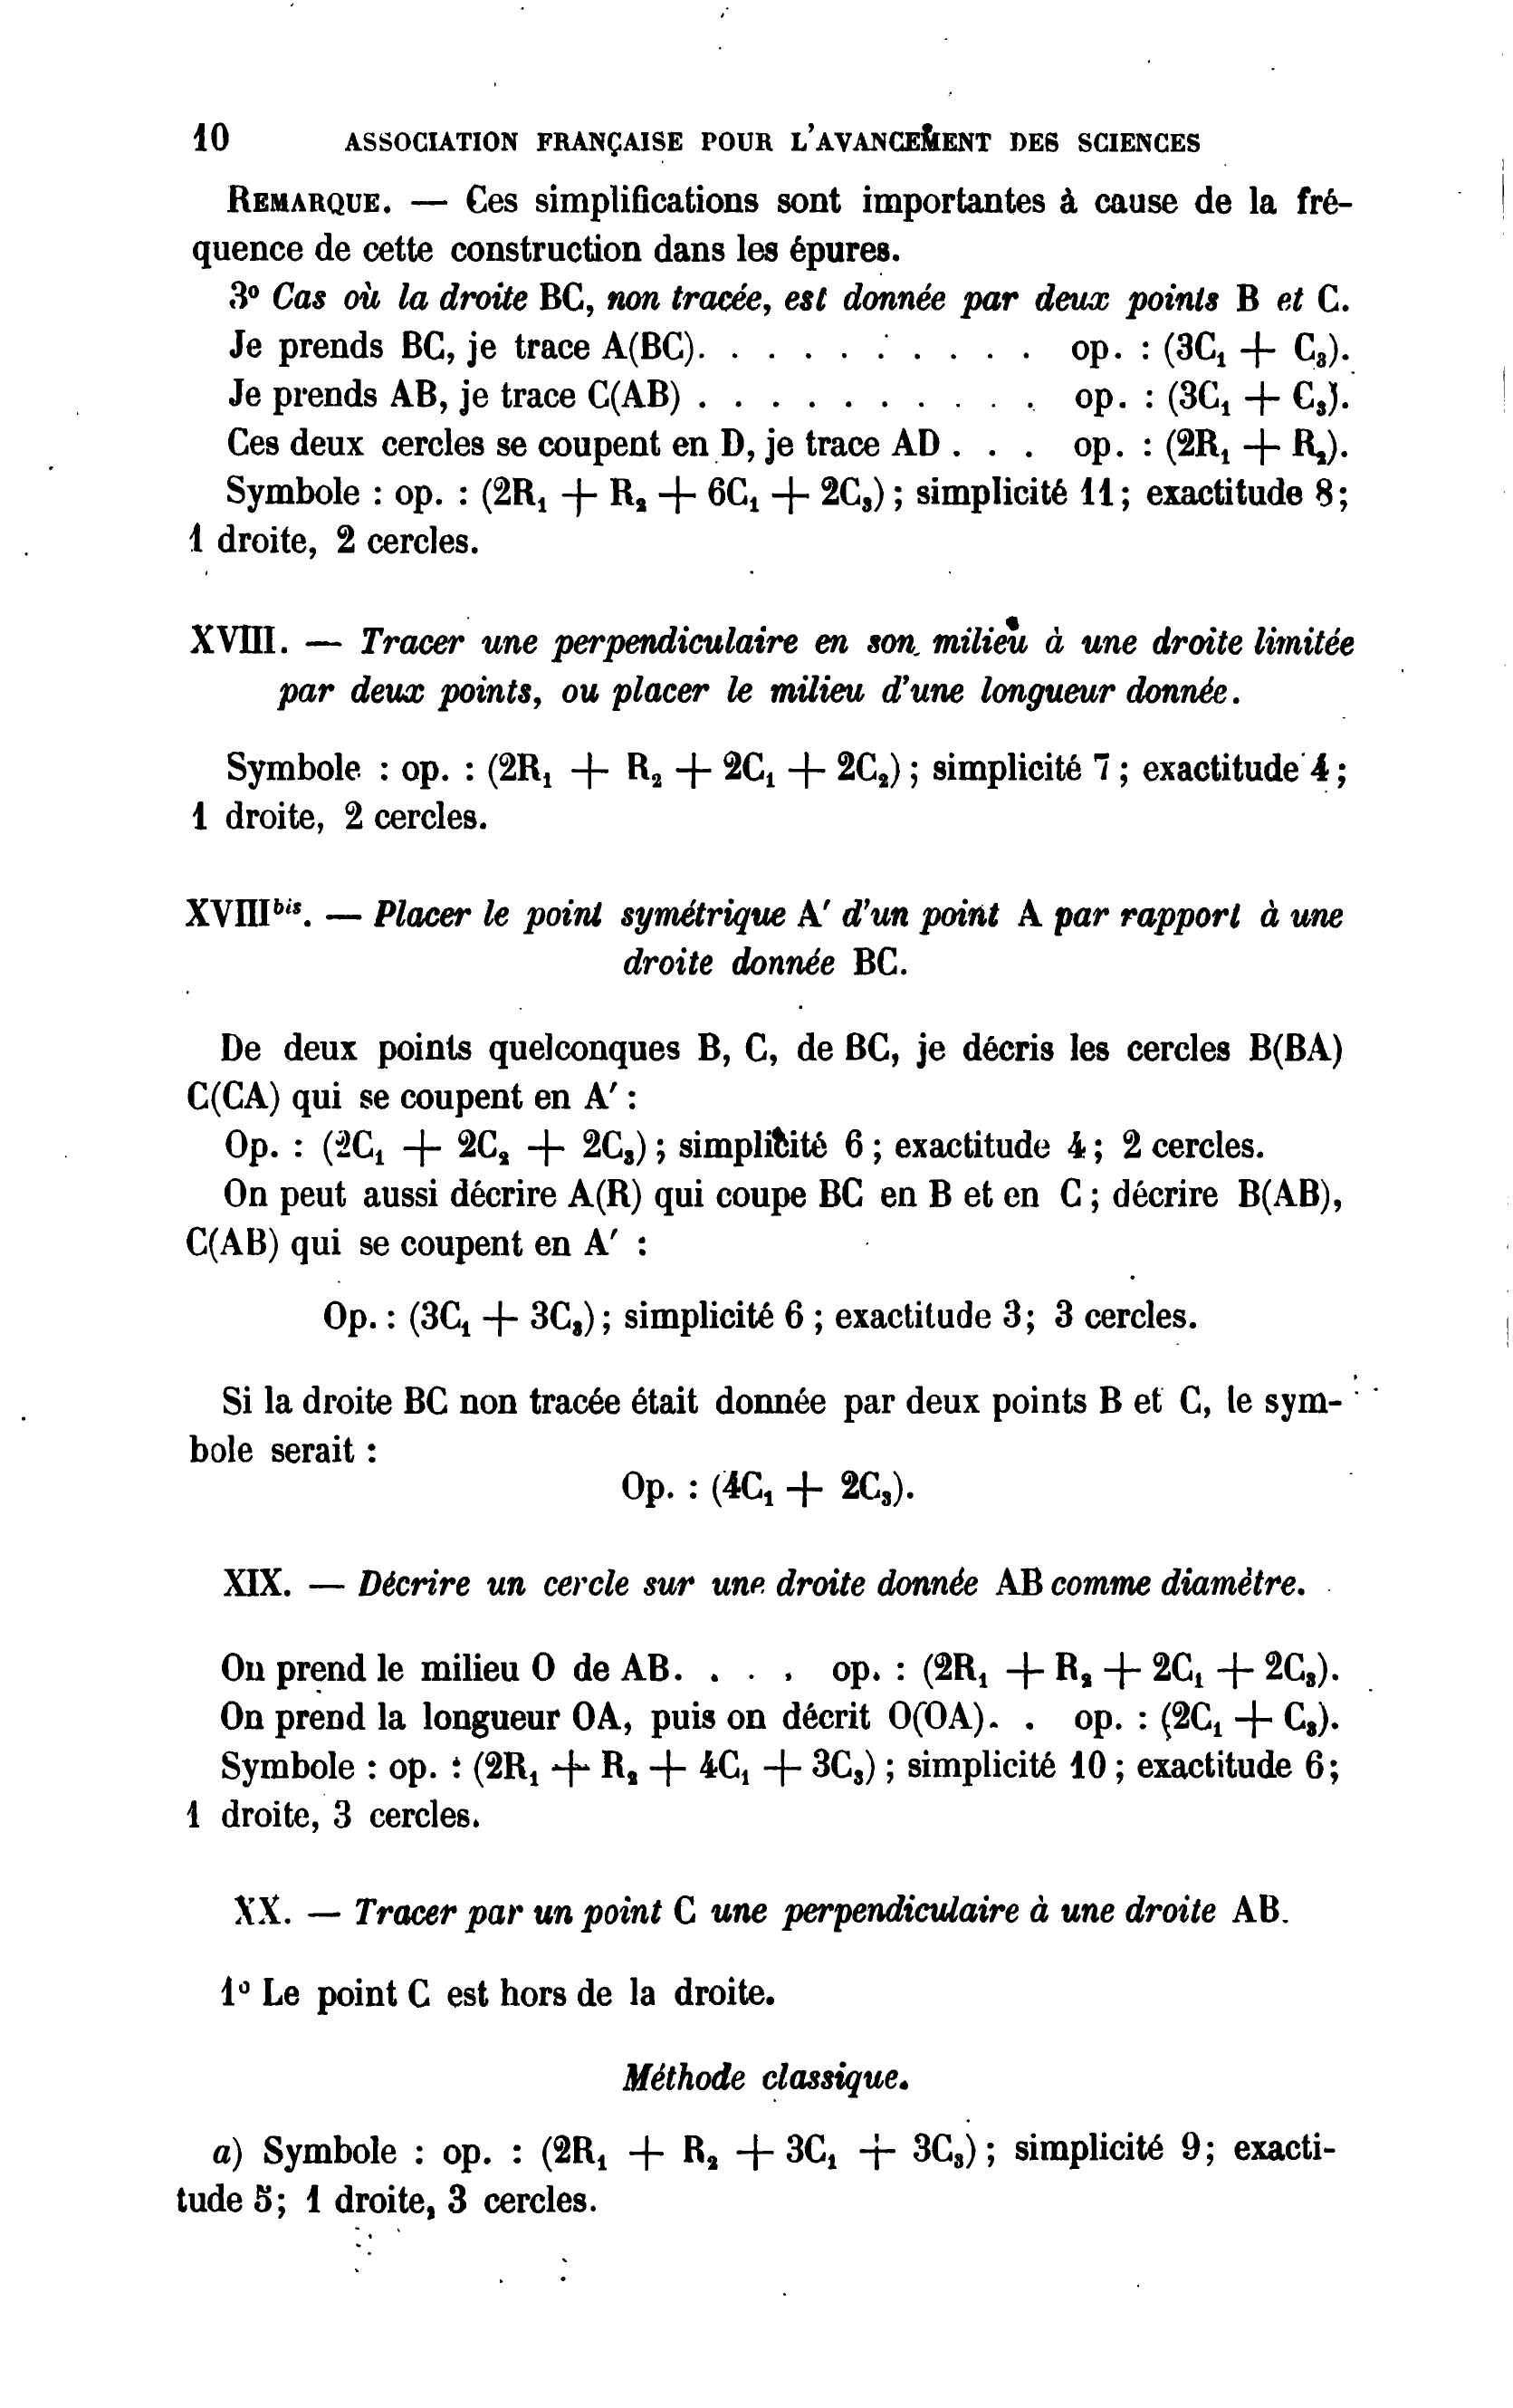 10 ASSOCIATION FRANÇAISE POUR L'AVANCEMENT DES SCIENCES
REMARQUE. — Ces simplifications sont importantes à cause de la fré-
quence de cette construction dans les épures.
3° Cas où la droite BC, non tracée, est donnée par deux points B et C.
Je prends BC, je trace A(BC). . . . . . . . . . op. : (3C₁ + C₃).
Je prends AB, je trace C(AB) . . . . . . . . . . op. : (3C₁ + C₃).
Ces deux cercles se coupent en D, je trace AD . . . op. : (2R₁ + R₂).
Symbole : op. : (2R₁ + R₂ + 6C₁ + 2C₃) ; simplicité 11 ; exactitude 8 ;
1 droite, 2 cercles.
XVIII. — Tracer une perpendiculaire en son milieu à une droite limitée
par deux points, ou placer le milieu d'une longueur donnée.
Symbole : op. : (2R₁ + R₂ + 2C₁ + 2C₃) ; simplicité 7 ; exactitude 4 ;
1 droite, 2 cercles.
XVIIIbis. — Placer le point symétrique A' d'un point A par rapport à une
droite donnée BC.
De deux points quelconques B, C, de BC, je décris les cercles B(BA)
C(CA) qui se coupent en A' :
Op. : (2C₁ + 2C₂ + 2C₃) ; simplicité 6 ; exactitude 4 ; 2 cercles.
On peut aussi décrire A(R) qui coupe BC en B et en C ; décrire B(AB),
C(AB) qui se coupent en A' :
Op. : (3C₁ + 3C₃) ; simplicité 6 ; exactitude 3 ; 3 cercles.
Si la droite BC non tracée était donnée par deux points B et C, le sym-
bole serait :
Op. : (4C₁ + 2C₃).
XIX. — Décrire un cercle sur une droite donnée AB comme diamètre.
On prend le milieu O de AB. . . . op. : (2R₁ + R₂ + 2C₁ + 2C₃).
On prend la longueur OA, puis on décrit O(OA). . op. : (2C₁ + C₃).
Symbole : op. : (2R₁ + R₂ + 4C₁ + 3C₃) ; simplicité 10 ; exactitude 6 ;
1 droite, 3 cercles.
XX. — Tracer par un point C une perpendiculaire à une droite AB.
1° Le point C est hors de la droite.
Méthode classique.
a) Symbole : op. : (2R₁ + R₂ + 3C₁ + 3C₃) ; simplicité 9 ; exacti-
tude 5 ; 1 droite, 3 cercles.